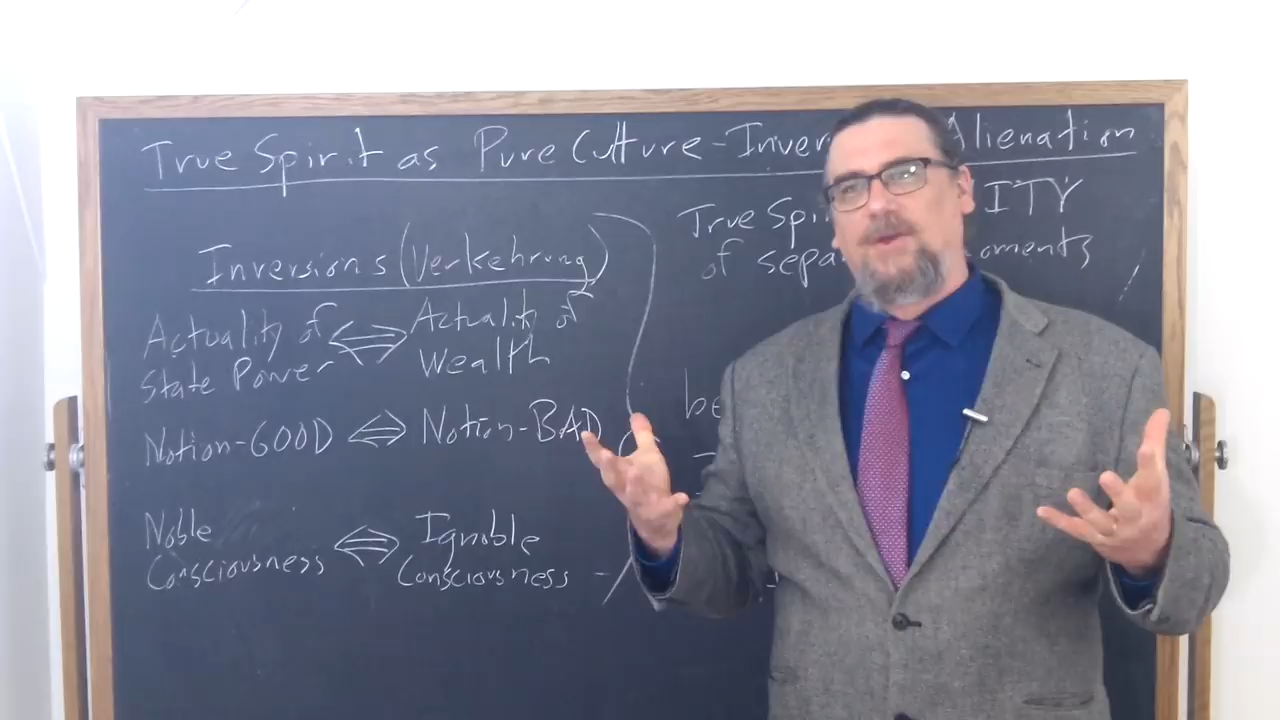 True Spirit as Pure Culture - Inver Alienation
Inversions (Verkehrung)
Actuality of State Power ⇔ Actuality of Wealth
Notion-GOOD ⇔ Notion-BAD
Noble Consciousness ⇔ Ignoble Consciousness -
True Spi ITY
of sepa oments
be